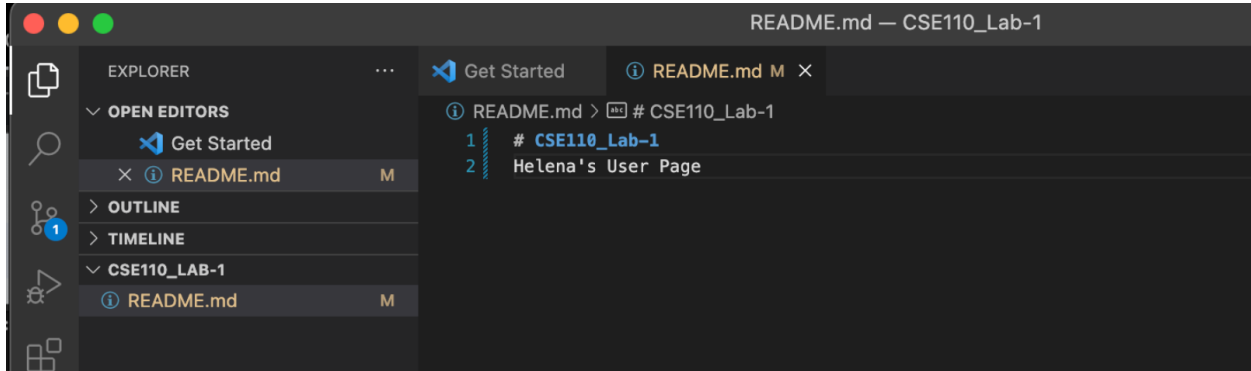 README.md — CSE110_Lab-1
EXPLORER ...
Get Started README.md M
OPEN EDITORS
README.md > # CSE110_Lab-1
Get Started
1 # CSE110_Lab-1
README.md M
2 Helena's User Page
OUTLINE
1
TIMELINE
CSE110_LAB-1
README.md M